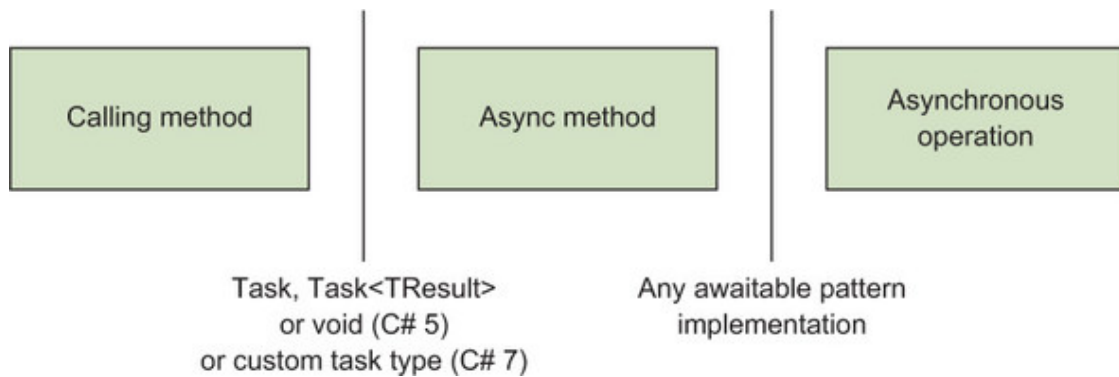 Calling method
Async method
Asynchronous
operation
Task, Task<TResult>
or void (C# 5)
or custom task type (C# 7)
Any awaitable pattern
implementation